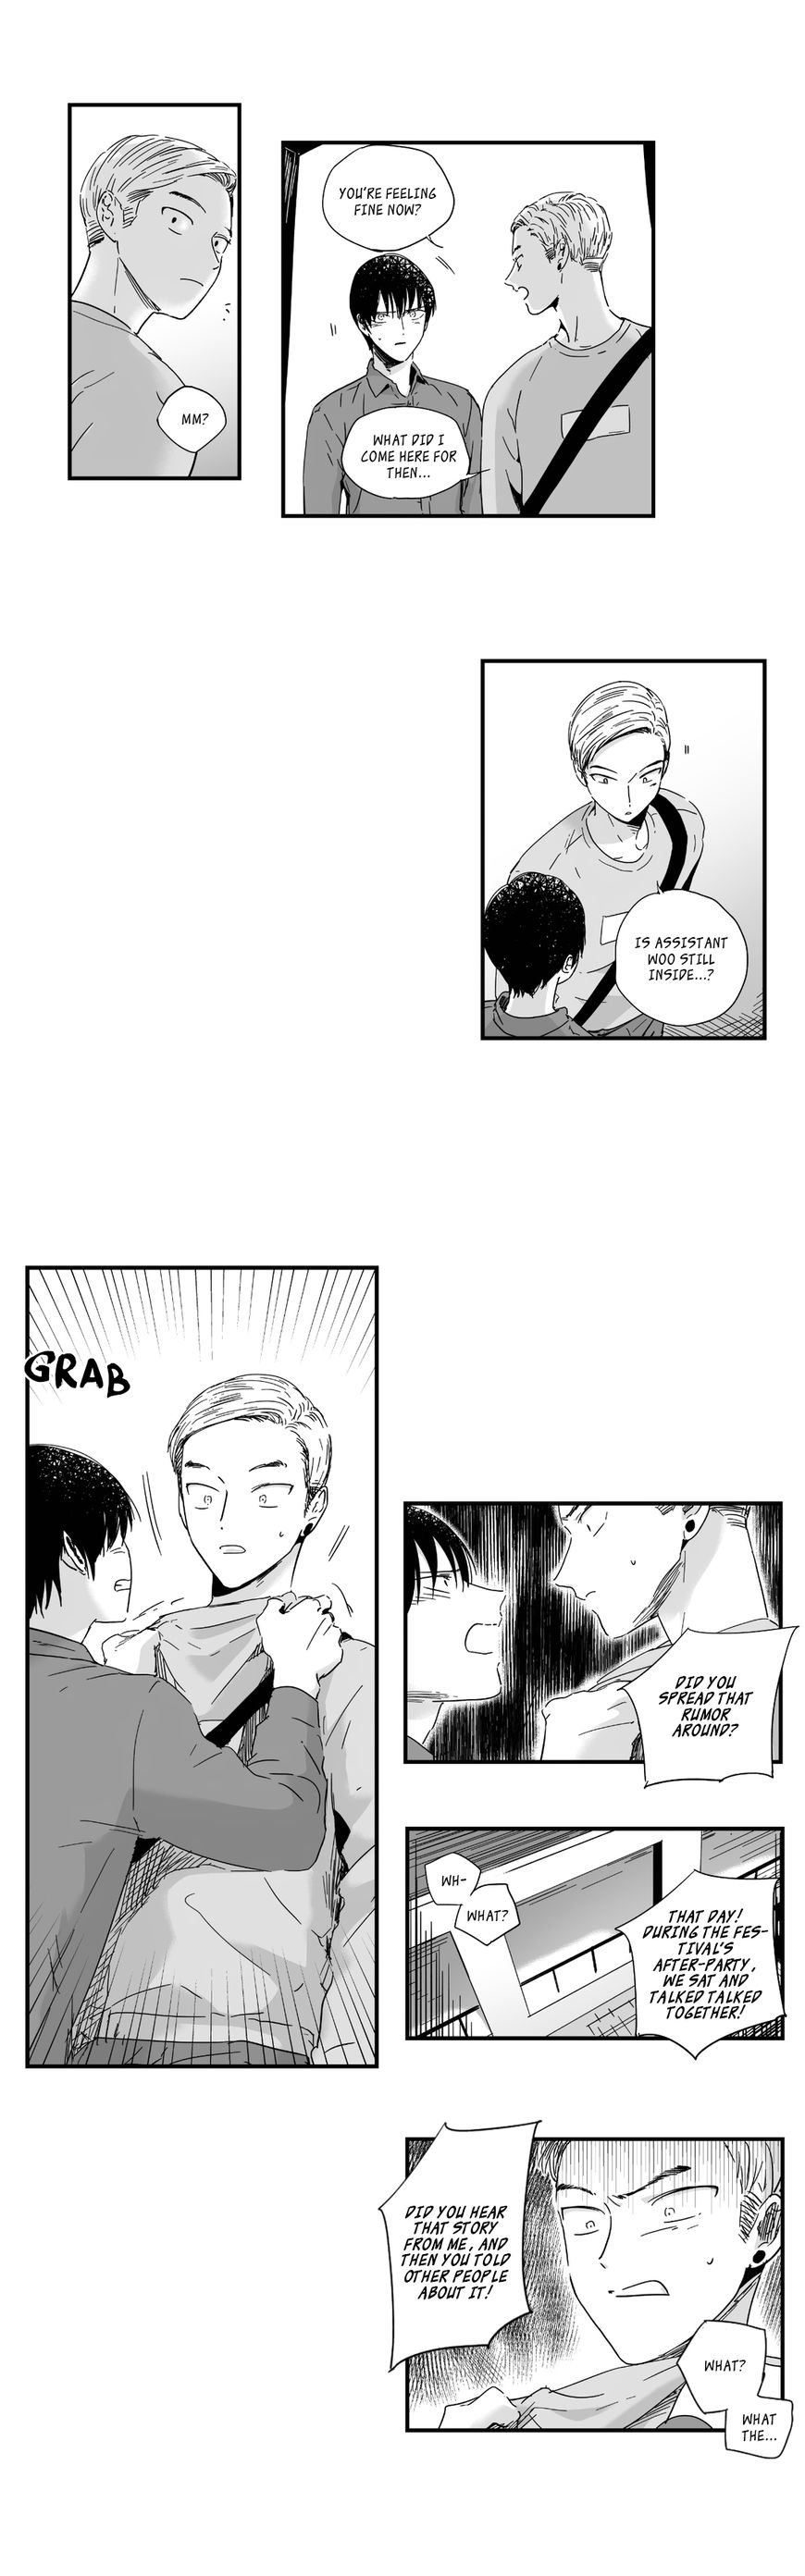 MM?
YOU'RE FEELING
FINE NOW?
WHAT DID I
COME HERE FOR
THEN...
IS ASSISTANT
WOO STILL
INSIDE...?
GRAB
DID YOU
SPREAD THAT
RUMOR
AROUND?
WH-
WHAT?
THAT DAY!
DURING THE FES-
TIVAL'S
AFTER-PARTY,
WE SAT AND
TALKED TALKED
TOGETHER!
DID YOU HEAR
THAT STORY
FROM ME, AND
THEN YOU TOLD
OTHER PEOPLE
ABOUT IT!
WHAT?
WHAT
THE...